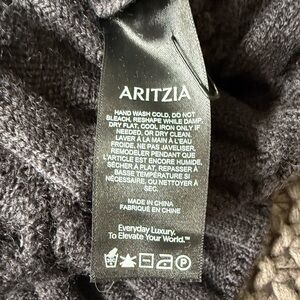 ARITZIA
HAND WASH COLD, DO NOT
BLEACH, RESHAPE WHILE DAMP,
DRY FLAT, COOL IRON ONLY IF
NEEDED, OR DRY CLEAN.
LAVER À LA MAIN À L'EAU
FROIDE, NE PAS JAVELISER,
REMODELER PENDANT QUE
L'ARTICLE EST ENCORE HUMIDE,
SÉCHER À PLAT, REPASSER À
BASSE TEMPÉRATURE SI
NÉCESSAIRE, OU NETTOYER À
SEC.
MADE IN CHINA
FABRIQUÉ EN CHINE
Everyday Luxury.
To Elevate Your World.™